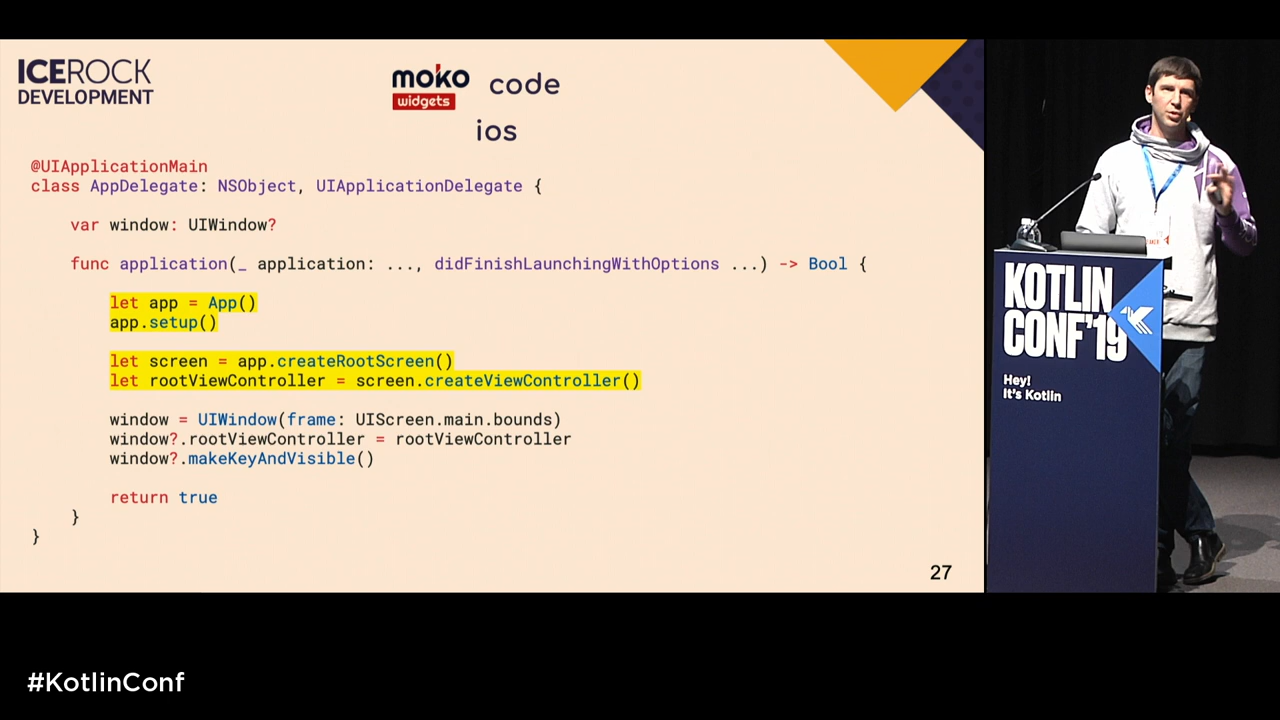 ICEROCK
DEVELOPMENT
moko
widgets
code
ios
@UIApplicationMain
class AppDelegate: NSObject, UIApplicationDelegate {
var window: UIWindow?
func application(_ application: ..., didFinishLaunchingWithOptions ...) -> Bool {
let app = App()
app.setup()
let screen = app.createRootScreen()
let rootViewController = screen.createViewController()
window = UIWindow(frame: UIScreen.main.bounds)
window?.rootViewController = rootViewController
window?.makeKeyAndVisible()
return true
}
}
27
KOTLIN
CONF'19
Hey!
It's Kotlin
#KotlinConf